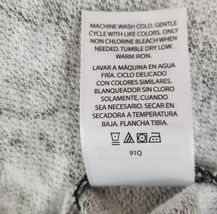 MACHINE WASH COLD. GENTLE
CYCLE WITH LIKE COLORS. ONLY
NON CHLORINE BLEACH WHEN
NEEDED. TUMBLE DRY LOW.
WARM IRON.
LAVAR A MÁQUINA EN AGUA
FRÍA, CICLO DELICADO
CON COLORES SIMILARES.
BLANQUEADOR SIN CLORO
SOLAMENTE, CUANDO
SEA NECESARIO. SECAR EN
SECADORA A TEMPERATURA
BAJA. PLANCHA TIBIA.
91Q